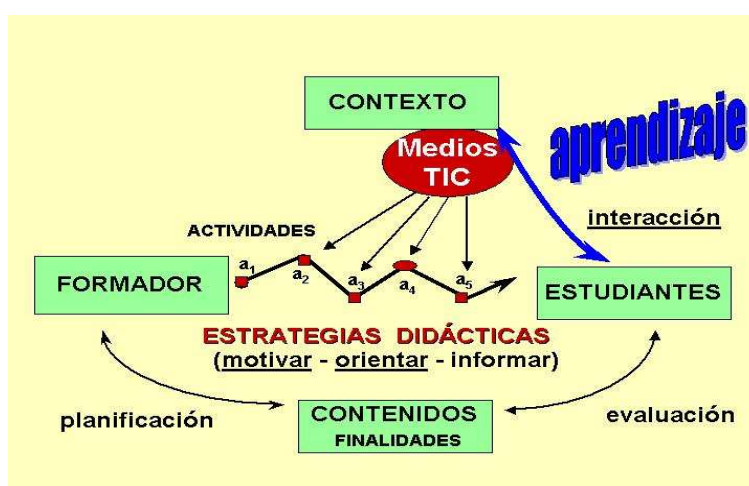 CONTEXTO
aprendizaje
Medios
TIC
interacción
ACTIVIDADES
a1
a2
a3
a4
a5
FORMADOR
ESTUDIANTES
ESTRATEGIAS DIDÁCTICAS
(motivar - orientar - informar)
planificación
CONTENIDOS
FINALIDADES
evaluación